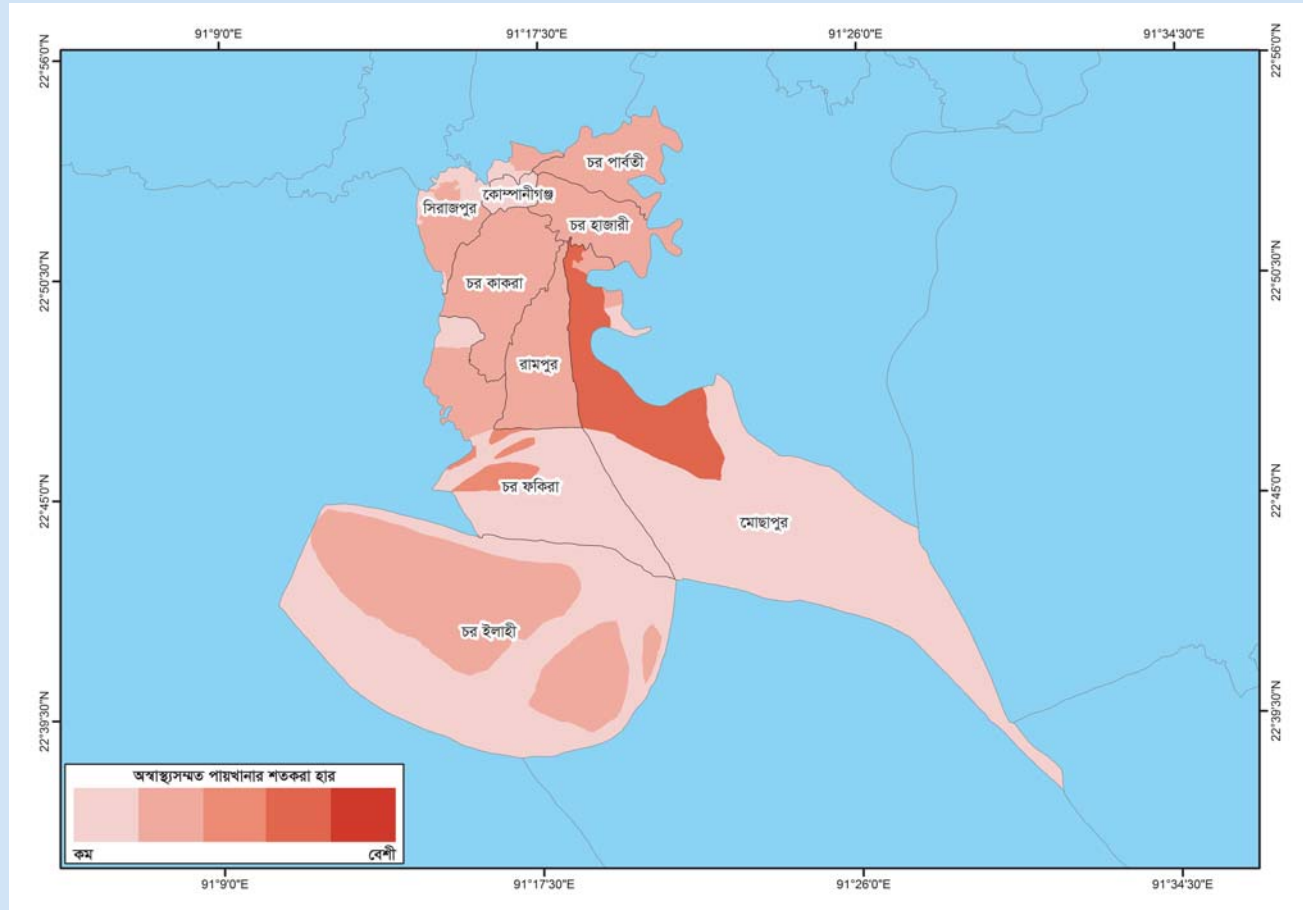 91°9'0"E
91°17'30"E
91°26'0"E
91°34'30"E
22°56'0"N
22°56'0"N
চর পার্বতী
কোম্পানীগঞ্জ
সিরাজপুর
চর হাজারী
22°50'30"N
22°50'30"N
চর কাকরা
রামপুর
চর ফকিরা
22°45'0"N
22°45'0"N
মোছাপুর
চর ইলাহী
22°39'30"N
22°39'30"N
অস্বাস্থ্যসম্মত পায়খানার শতকরা হার
কম
বেশী
91°9'0"E
91°17'30"E
91°26'0"E
91°34'30"E